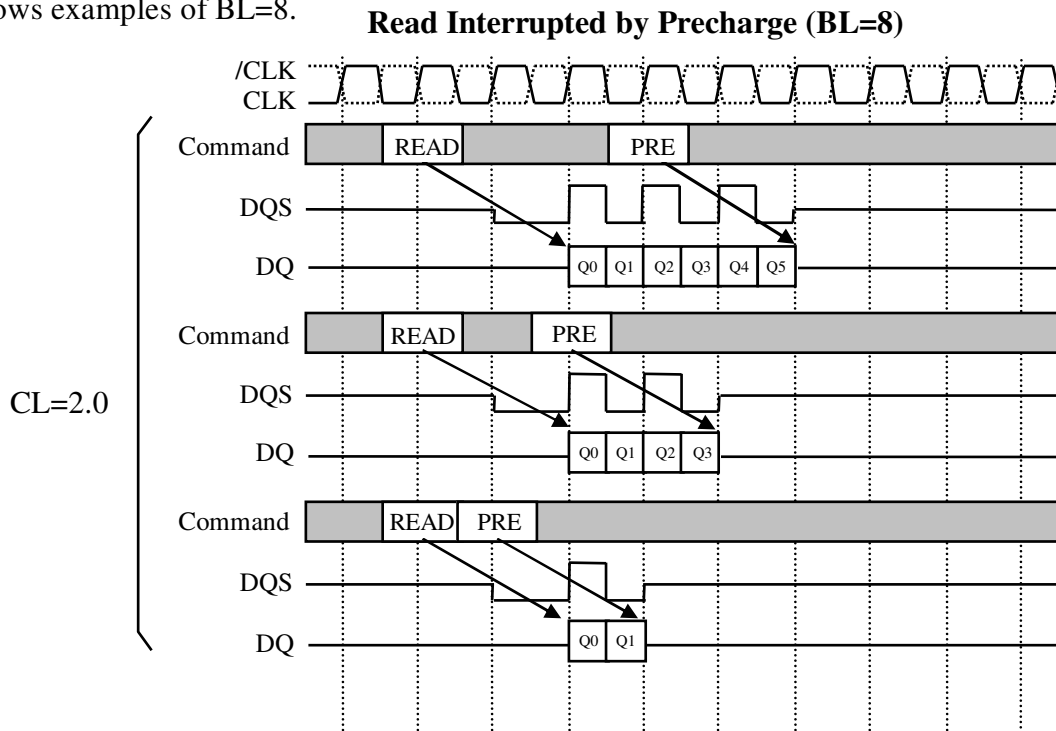 ows examples of BL=8.
Read Interrupted by Precharge (BL=8)
/CLK
CLK
Command READ PRE
DQS
DQ Q0 Q1 Q2 Q3 Q4 Q5
Command READ PRE
CL=2.0
DQS
DQ Q0 Q1 Q2 Q3
Command READ PRE
DQS
DQ Q0 Q1